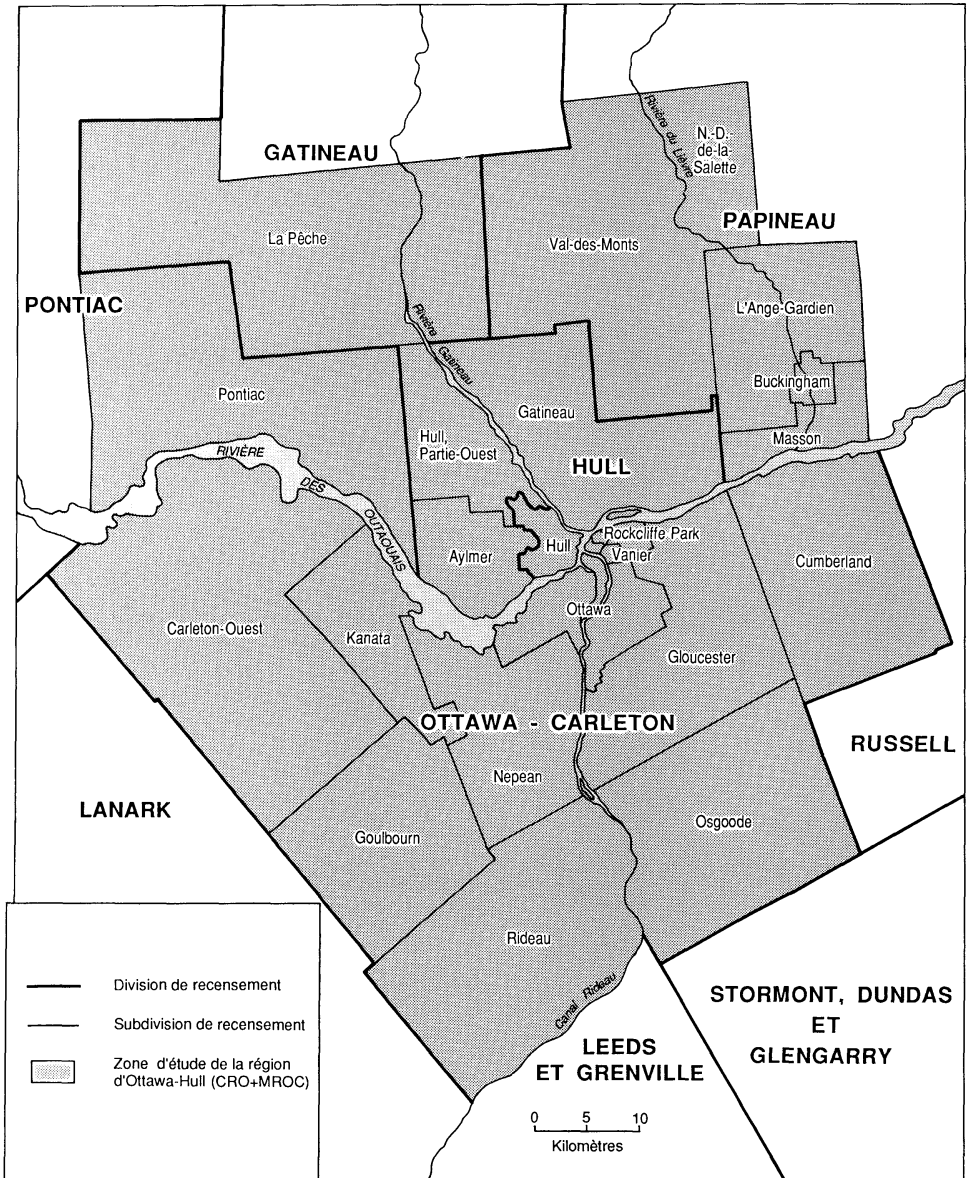 Rivière du Lièvre
N.-D.
de-la-
Salette
GATINEAU
PAPINEAU
La Pêche
Val-des-Monts
PONTIAC
L'Ange-Gardien
Rivière Gatineau
Pontiac
Gatineau
Buckingham
Hull,
Partie-Ouest
Masson
RIVIÈRE DES OUTAOUAIS
HULL
Rockcliffe Park
Vanier
Hull
Aylmer
Cumberland
Ottawa
Carleton-Ouest
Kanata
Gloucester
OTTAWA - CARLETON
RUSSELL
Nepean
LANARK
Goulbourn
Osgoode
Rideau
Canal Rideau
Division de recensement
Subdivision de recensement
Zone d'étude de la région
d'Ottawa-Hull (CRO+MROC)
STORMONT, DUNDAS
ET
GLENGARRY
LEEDS
ET GRENVILLE
0 5 10
Kilomètres